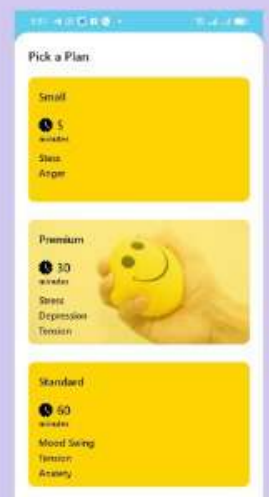 Pick a Plan
Small
5
minutes
Stess
Anger
Premium
30
minutes
Stress
Depression
Tension
Standard
60
minutes
Mood Swing
Tension
Anxiety